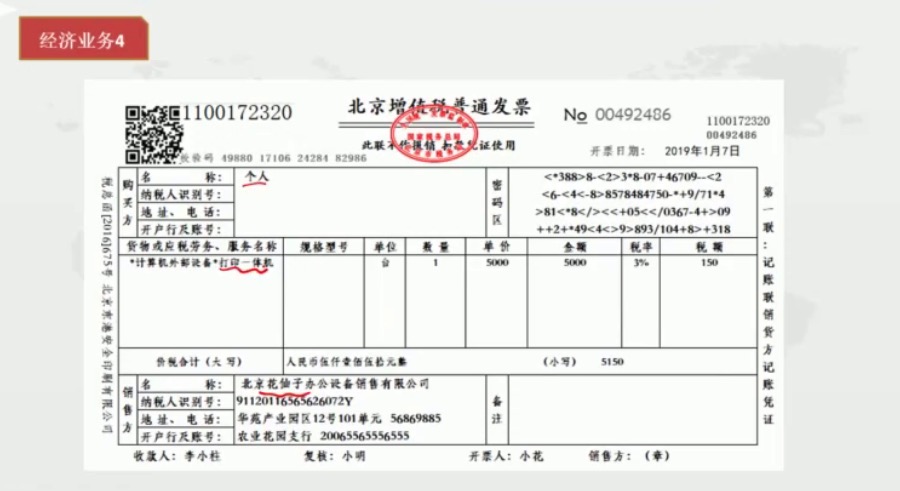 经济业务4
1100172320
北京增值税普通发票
No 00492486
1100172320
00492486
此联不作报销 扣税凭证使用
校验码 49880 17106 24284 82986
开票日期: 2019年1月7日
税总函[2016]675号 北京京港安全印制有限公司
购买方
名 称: 个人
纳税人识别号:
地址、电话:
开户行及账号:
密码区
<*388>8-<2>3*8-07+46709--<2
<6-<4<-8>8578484750-*+9/71*4
>81<*8</><<+05<</0367-4+>09
++2+*49<4<>9>893/104+8>+318
第一联:记账联销货方记账凭证
货物或应税劳务、服务名称 规格型号 单位 数量 单价 金额 税率 税额
*计算机外部设备*打印一体机 台 1 5000 5000 3% 150
价税合计(大写) 人民币伍仟壹佰伍拾元整 (小写) 5150
销售方
名 称: 北京花仙子办公设备销售有限公司
纳税人识别号: 91120116565626072Y
地址、电话: 华苑产业园区12号101单元 56869885
开户行及账号: 农业花园支行 20065565556555
备注
收款人:李小柱 复核:小明 开票人:小花 销售方:(章)